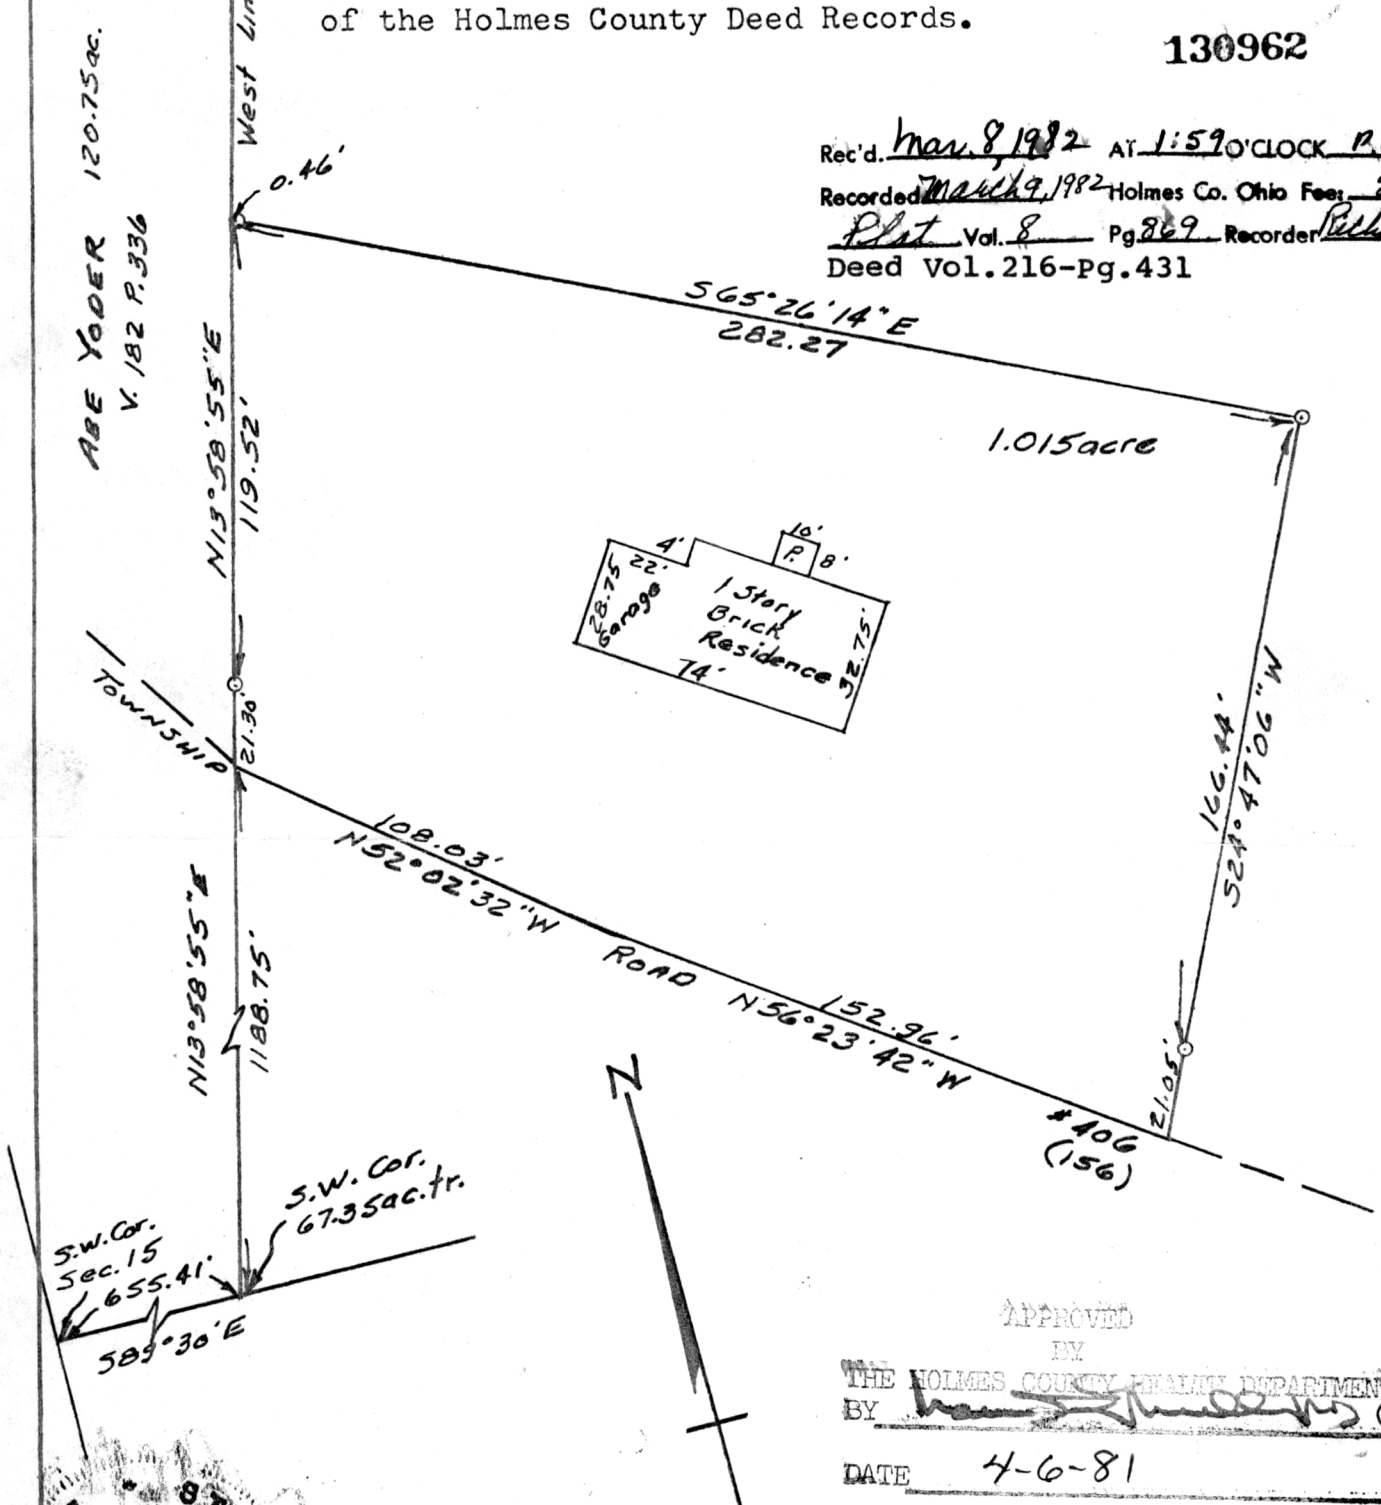 of the Holmes County Deed Records.
130962
Rec'd. Mar. 8, 1982 AT 1:59 O'CLOCK P.
Recorded March 9, 1982 Holmes Co. Ohio Fee:
Plat Vol. 8 Pg. 869 Recorder
Deed Vol.216-Pg.431
West
ABE YODER 120.75ac.
V. 182 P.336
0.46'
S65°26'14"E
282.27
1.015acre
N13°58'55"E
119.52'
10'
P. 8'
4'
22'
28.75
Garage
1 Story
Brick
Residence
32.75'
74'
21.30'
TOWNSHIP
166.44'
S24°47'06"W
108.03'
N52°02'32"W
ROAD
152.96'
N56°23'42"W
21.05'
#406
(156)
N13°58'55"E
1188.75'
N
S.W. Cor.
67.35ac.tr.
S.W. Cor.
Sec. 15
655.41'
S89°30'E
APPROVED
BY
THE HOLMES COUNTY HEALTH DEPARTMEN
BY
DATE 4-6-81